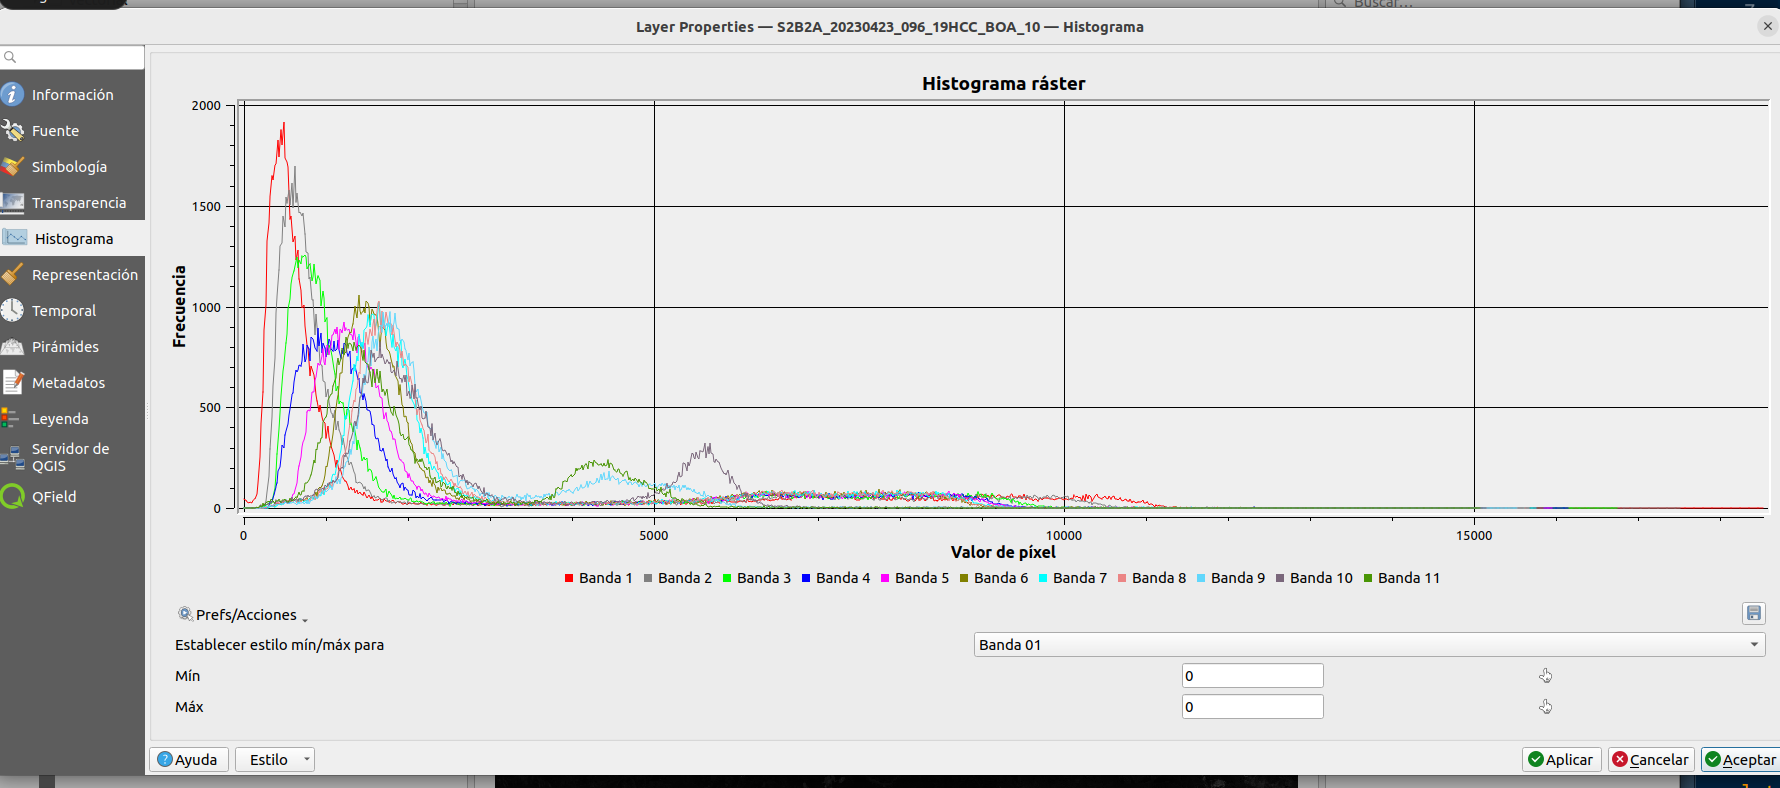 Buscar...
Layer Properties — S2B2A_20230423_096_19HCC_BOA_10 — Histograma
Información
Fuente
Simbología
Transparencia
Histograma
Representación
Temporal
Pirámides
Metadatos
Leyenda
Servidor de
QGIS
QField
Histograma ráster
2000
1500
1000
500
0
Frecuencia
0 5000 10000 15000
Valor de píxel
Banda 1 Banda 2 Banda 3 Banda 4 Banda 5 Banda 6 Banda 7 Banda 8 Banda 9 Banda 10 Banda 11
Prefs/Acciones
Establecer estilo mín/máx para Banda 01
Mín 0
Máx 0
Ayuda Estilo Aplicar Cancelar Aceptar